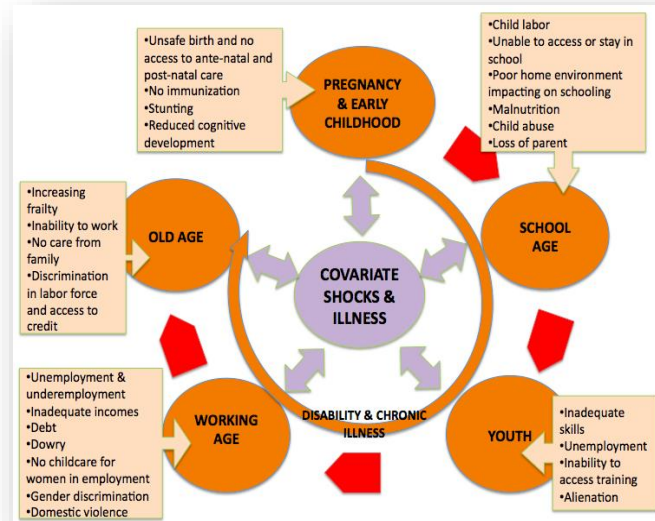 •Unsafe birth and no
access to ante-natal and
post-natal care
•No immunization
•Stunting
•Reduced cognitive
development
PREGNANCY
& EARLY
CHILDHOOD
•Child labor
•Unable to access or stay in
school
•Poor home environment
impacting on schooling
•Malnutrition
•Child abuse
•Loss of parent
•Increasing
frailty
•Inability to work
•No care from
family
•Discrimination
in labor force
and access to
credit
OLD AGE
COVARIATE
SHOCKS &
ILLNESS
SCHOOL
AGE
•Unemployment &
underemployment
•Inadequate incomes
•Debt
•Dowry
•No childcare for
women in employment
•Gender discrimination
•Domestic violence
WORKING
AGE
DISABILITY & CHRONIC
ILLNESS
YOUTH
•Inadequate
skills
•Unemployment
•Inability to
access training
•Alienation